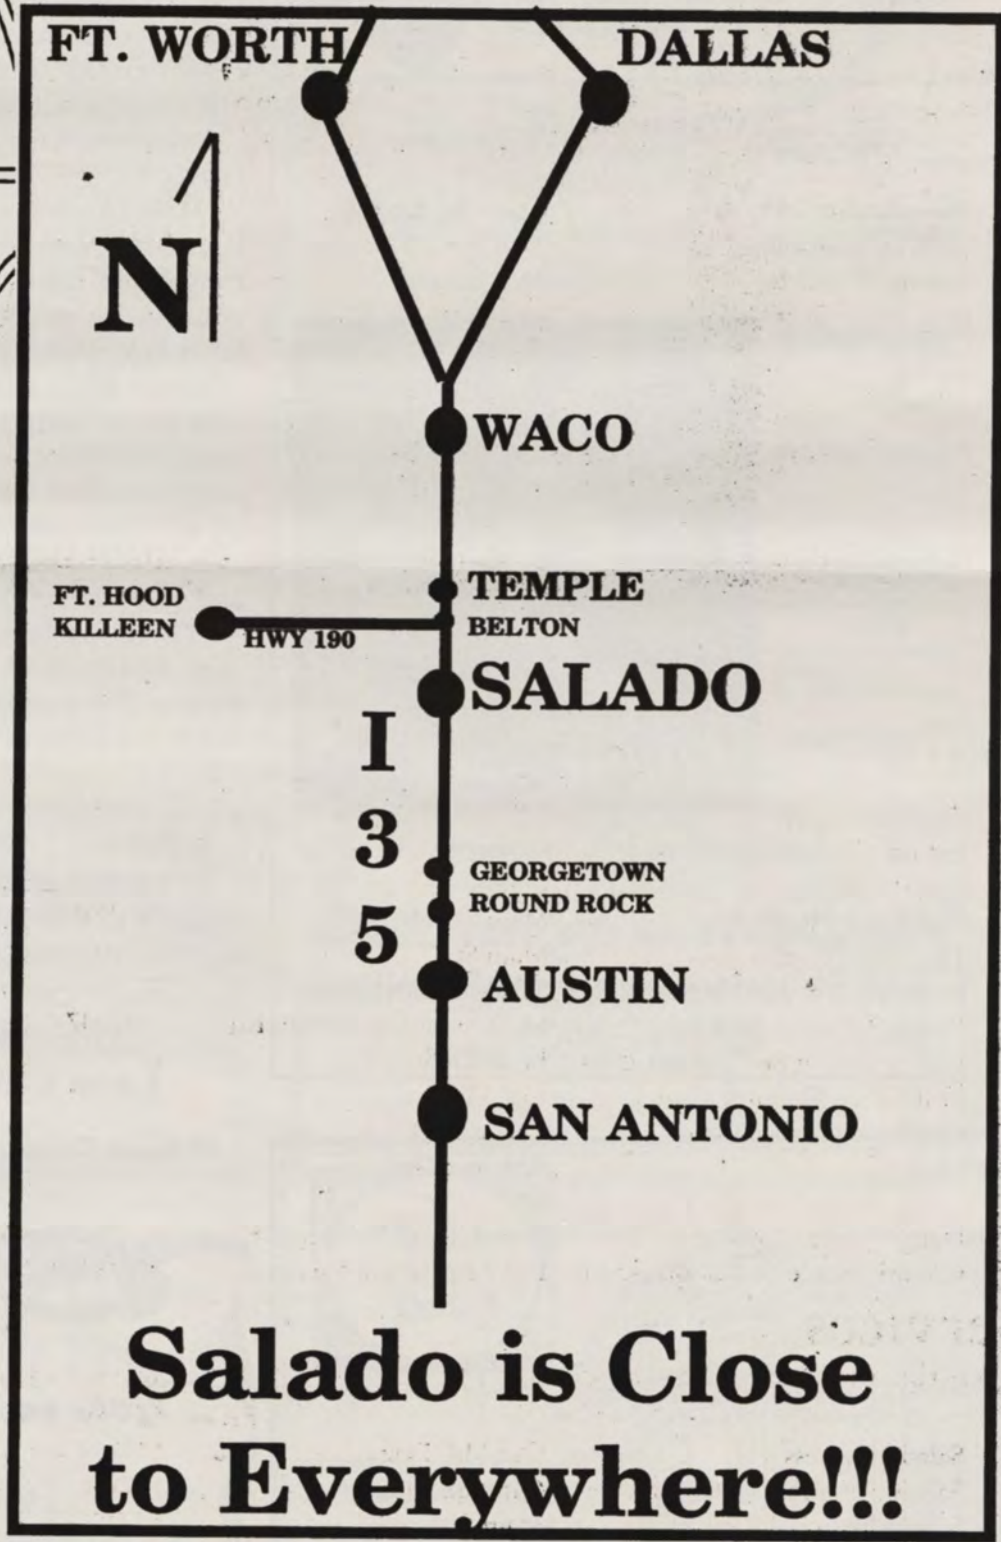 FT. WORTH
DALLAS
N
WACO
TEMPLE
FT. HOOD
KILLEEN
HWY 190
BELTON
SALADO
I
3
5
GEORGETOWN
ROUND ROCK
AUSTIN
SAN ANTONIO
Salado is Close
to Everywhere!!!